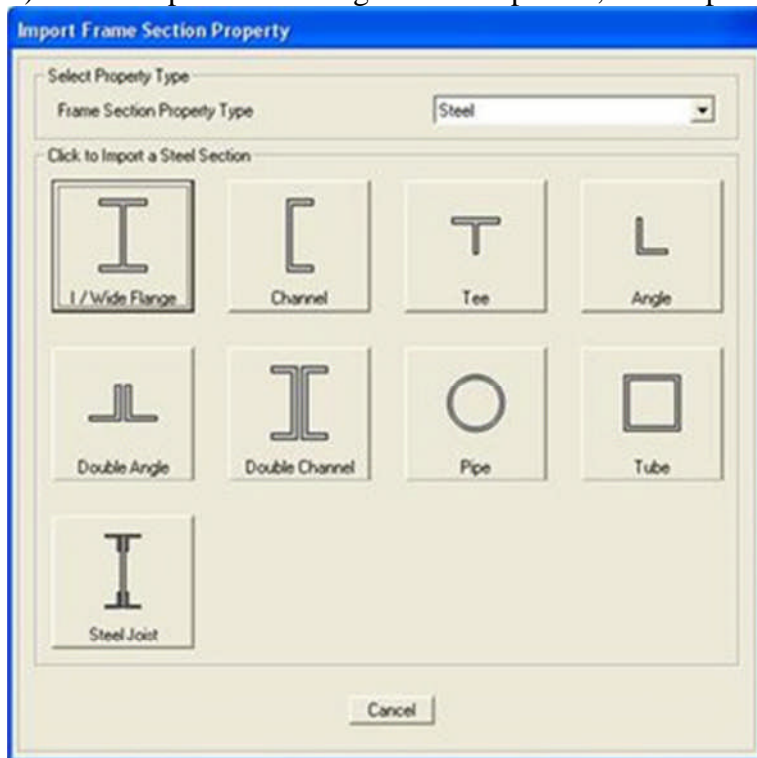 Import Frame Section Property
Select Property Type
Frame Section Property Type
Steel
Click to Import a Steel Section
I / Wide Flange
Channel
Tee
Angle
Double Angle
Double Channel
Pipe
Tube
Steel Joist
Cancel